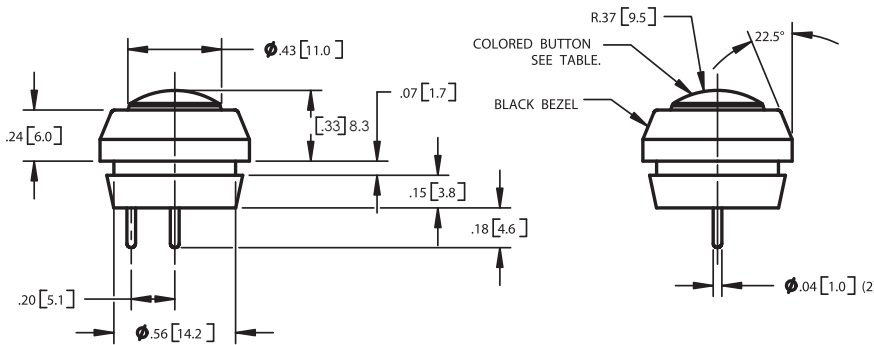 R.37 [9.5]
Ø.43 [11.0]
22.5°
COLORED BUTTON
SEE TABLE.
.07 [1.7]
BLACK BEZEL
.24 [6.0]
[.33] 8.3
.15 [3.8]
.18 [4.6]
.20 [5.1]
Ø.04 [1.0] (2
Ø.56 [14.2]